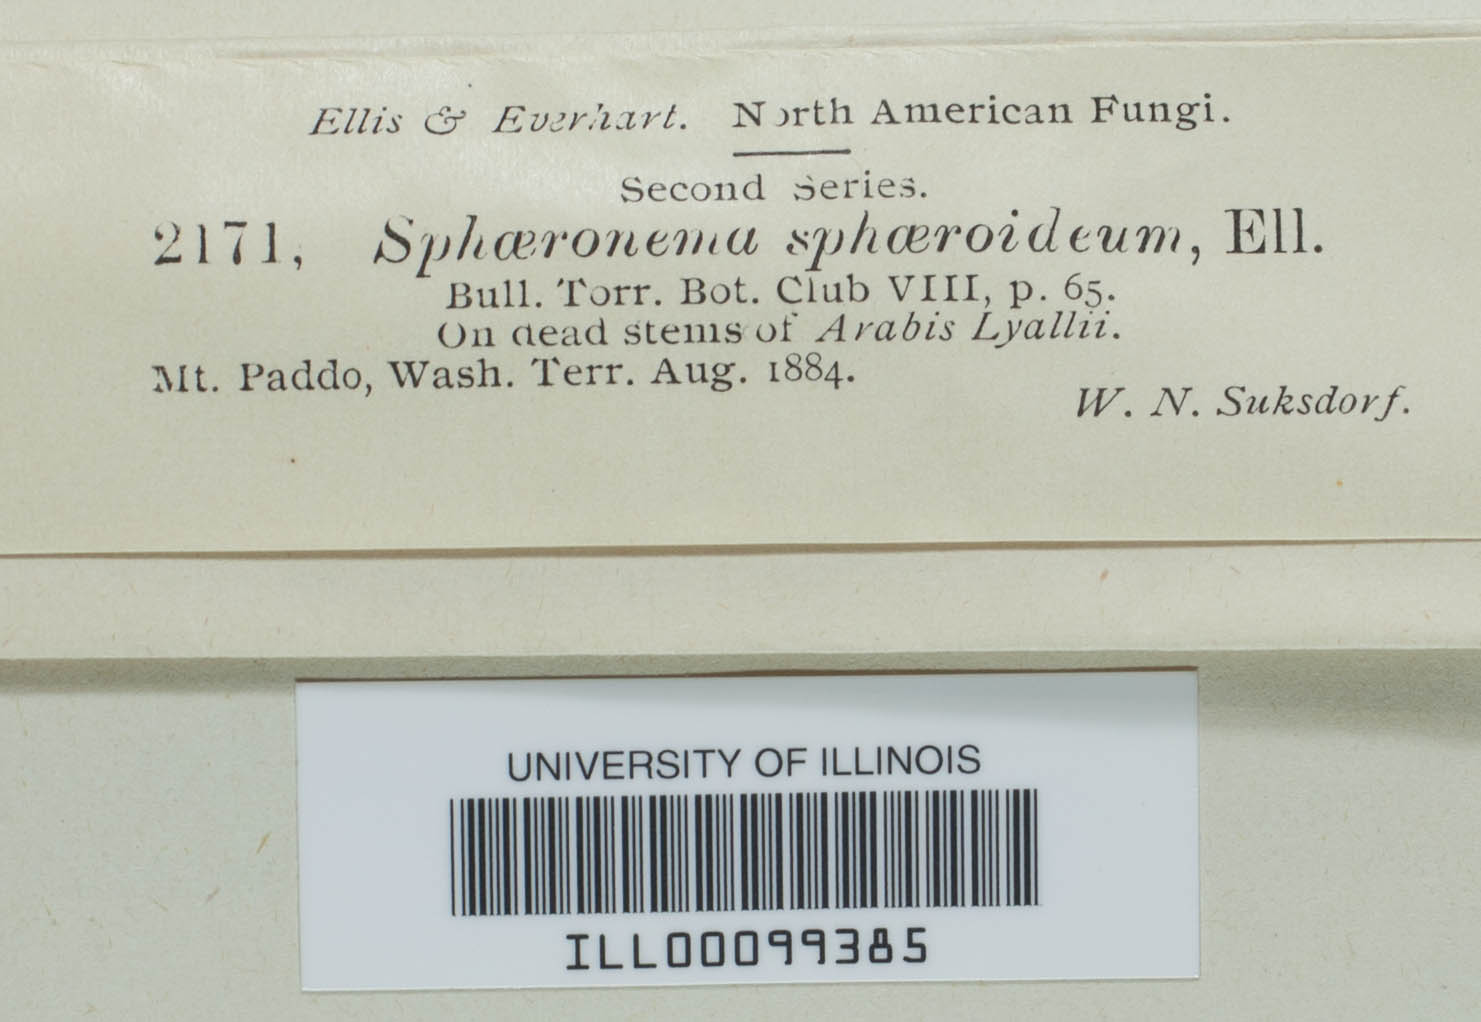 Ellis & Everhart. North American Fungi.
Second Series.
2171, Sphæronema sphæroideum, Ell.
Bull. Torr. Bot. Club VIII, p. 65.
On dead stems of Arabis Lyallii.
Mt. Paddo, Wash. Terr. Aug. 1884.
W. N. Suksdorf.
UNIVERSITY OF ILLINOIS
ILL00099385